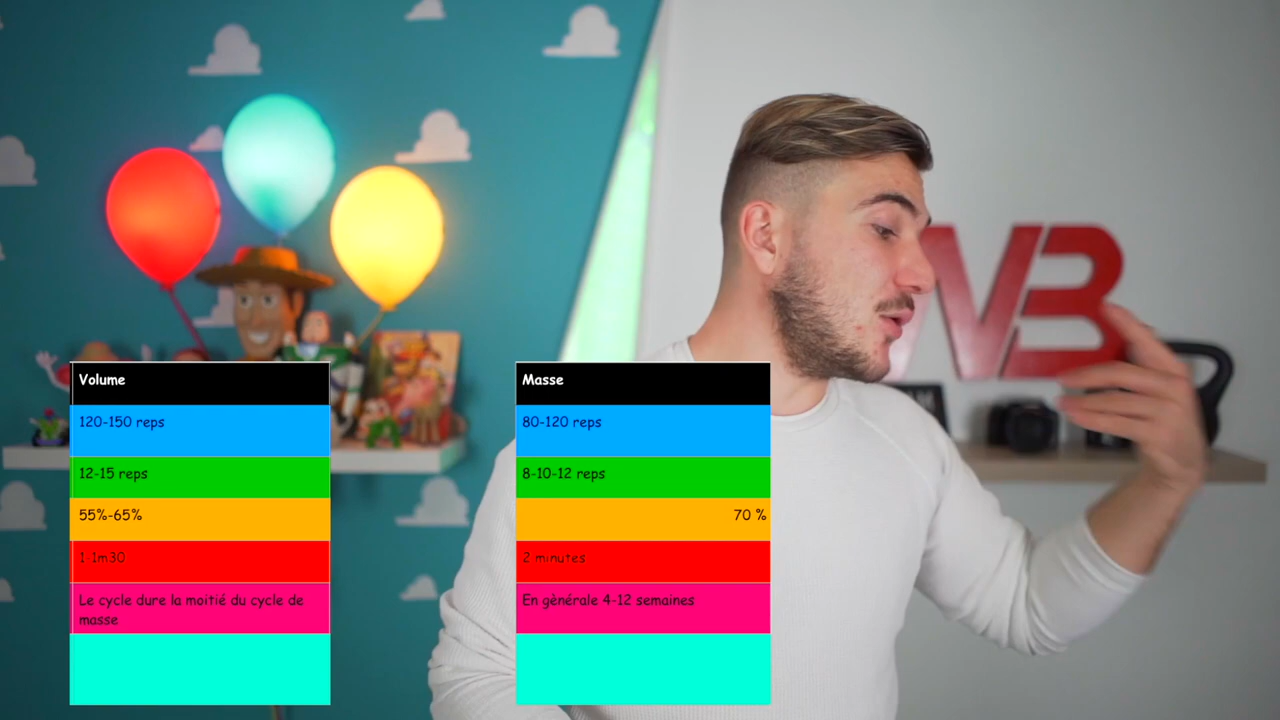 Volume
120-150 reps
12-15 reps
55%-65%
1-1m30
Le cycle dure la moitié du cycle de
masse
Masse
80-120 reps
8-10-12 reps
70 %
2 minutes
En gènérale 4-12 semaines
VB